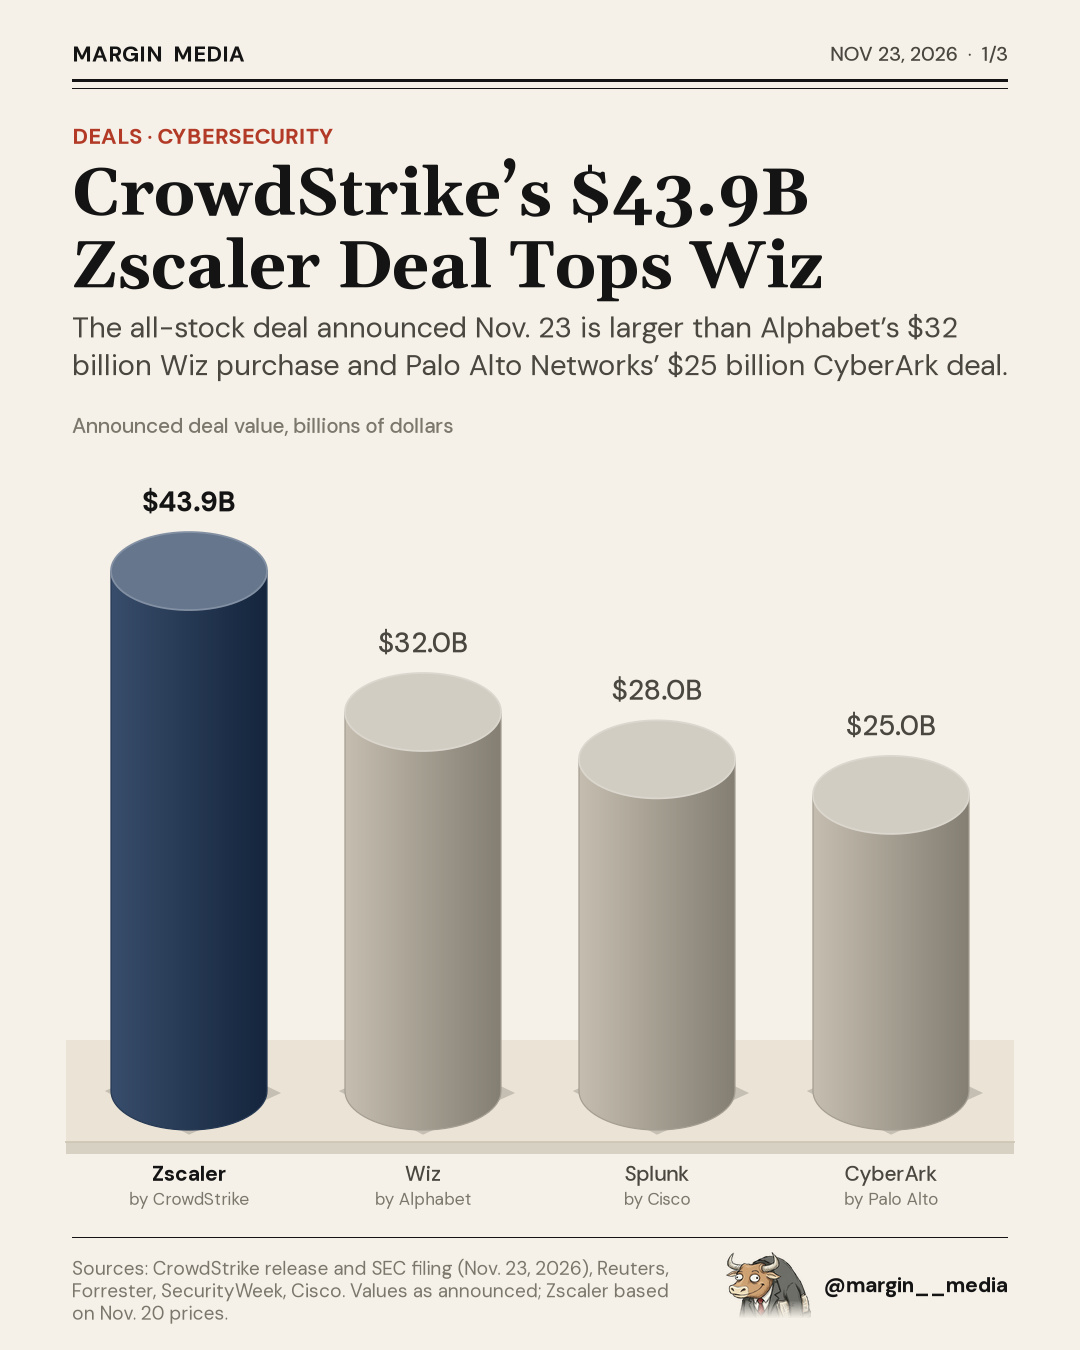 MARGIN MEDIA
NOV 23, 2026 · 1/3
DEALS · CYBERSECURITY
CrowdStrike’s $43.9B
Zscaler Deal Tops Wiz
The all-stock deal announced Nov. 23 is larger than Alphabet’s $32
billion Wiz purchase and Palo Alto Networks’ $25 billion CyberArk deal.
Announced deal value, billions of dollars
$43.9B
$32.0B
$28.0B
$25.0B
Zscaler
by CrowdStrike
Wiz
by Alphabet
Splunk
by Cisco
CyberArk
by Palo Alto
Sources: CrowdStrike release and SEC filing (Nov. 23, 2026), Reuters,
Forrester, SecurityWeek, Cisco. Values as announced; Zscaler based
on Nov. 20 prices.
@margin__media